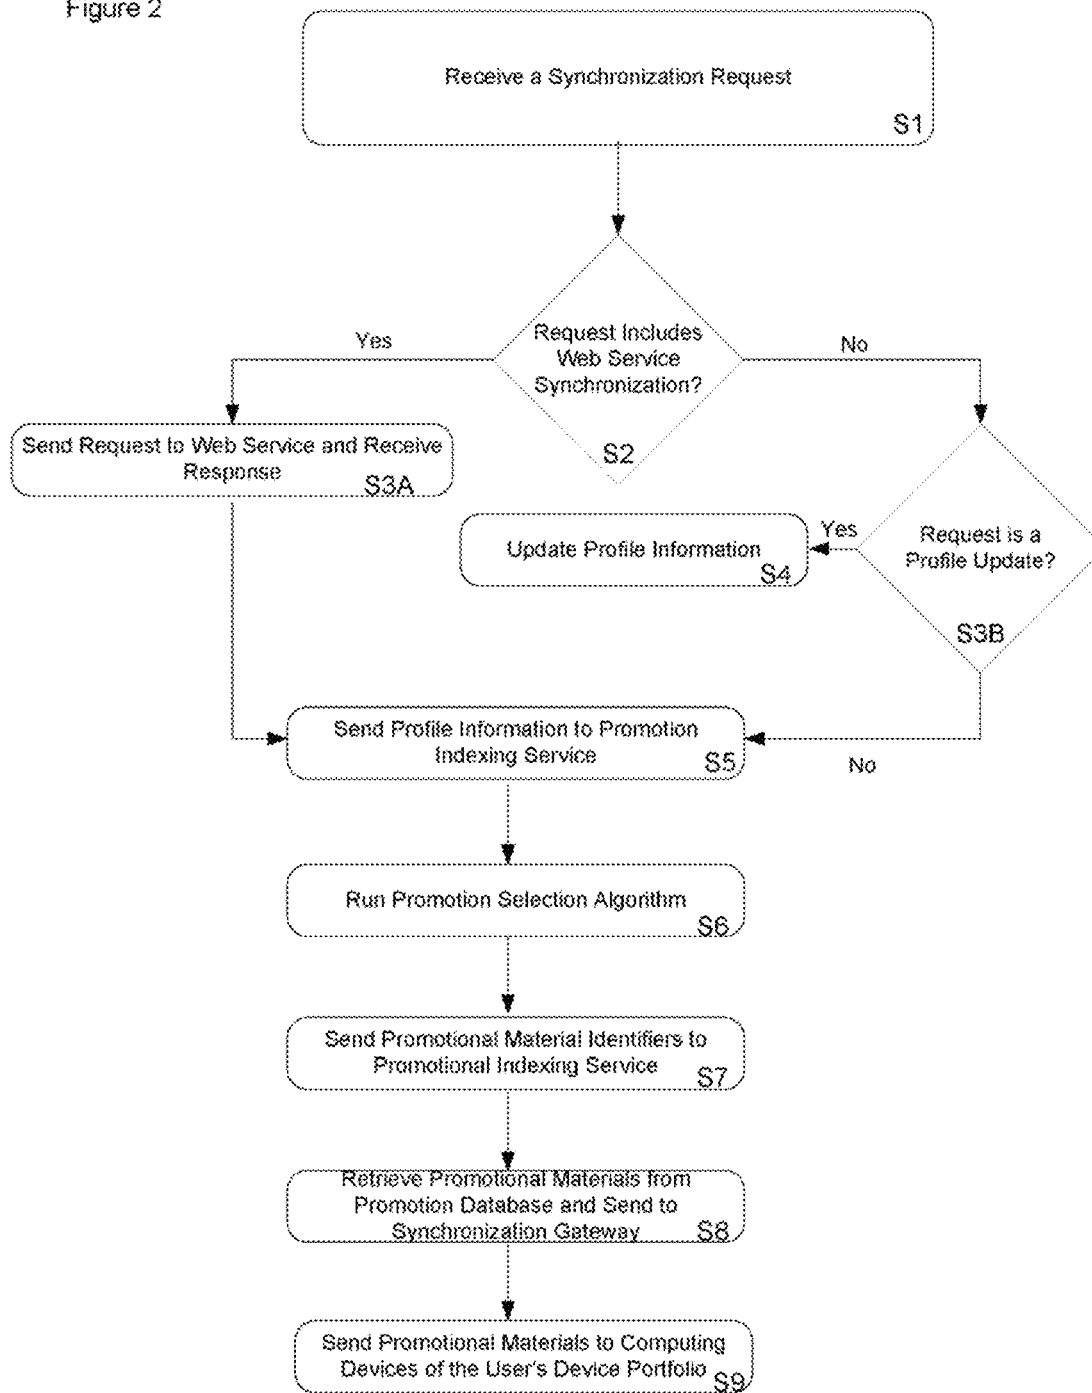 Figure 2
Receive a Synchronization Request
S1
Request Includes
Web Service
Synchronization?
S2
Yes
No
Send Request to Web Service and Receive
Response
S3A
Request is a
Profile Update?
S3B
Yes
Update Profile Information
S4
No
Send Profile Information to Promotion
Indexing Service
S5
Run Promotion Selection Algorithm
S6
Send Promotional Material Identifiers to
Promotional Indexing Service
S7
Retrieve Promotional Materials from
Promotion Database and Send to
Synchronization Gateway
S8
Send Promotional Materials to Computing
Devices of the User's Device Portfolio
S9